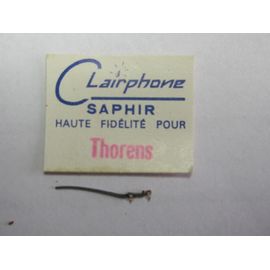 Clairphone
SAPHIR
HAUTE FIDÉLITÉ POUR
Thorens